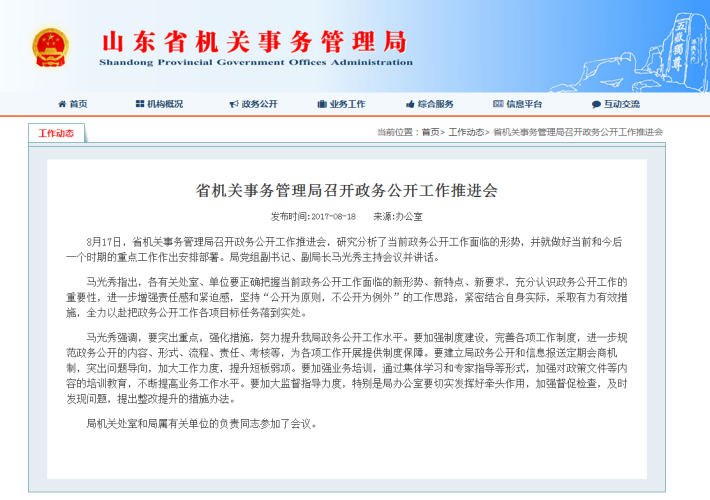 山东省机关事务管理局
Shandong Provincial Government Offices Administration
五嶽獨尊
首页 机构概况 政务公开 业务工作 综合服务 信息平台 互动交流
工作动态
当前位置：首页> 工作动态> 省机关事务管理局召开政务公开工作推进会
省机关事务管理局召开政务公开工作推进会
发布时间:2017-08-18 来源:办公室
8月17日，省机关事务管理局召开政务公开工作推进会，研究分析了当前政务公开工作面临的形势，并就做好当前和今后
一个时期的重点工作作出安排部署。局党组副书记、副局长马光秀主持会议并讲话。
马光秀指出，各有关处室、单位要正确把握当前政务公开工作面临的新形势、新特点、新要求，充分认识政务公开工作的
重要性，进一步增强责任感和紧迫感，坚持“公开为原则，不公开为例外”的工作思路，紧密结合自身实际，采取有力有效措
施，全力以赴把政务公开工作各项目标任务落到实处。
马光秀强调，要突出重点，强化措施，努力提升我局政务公开工作水平。要加强制度建设，完善各项工作制度，进一步规
范政务公开的内容、形式、流程、责任、考核等，为各项工作开展提供制度保障。要建立局政务公开和信息报送定期会商机
制，突出问题导向，加大工作力度，提升短板弱项。要加强业务培训，通过集体学习和专家指导等形式，加强对政策文件等内
容的培训教育，不断提高业务工作水平。要加大监督指导力度，特别是局办公室要切实发挥好牵头作用，加强督促检查，及时
发现问题，提出整改提升的措施办法。
局机关处室和局属有关单位的负责同志参加了会议。